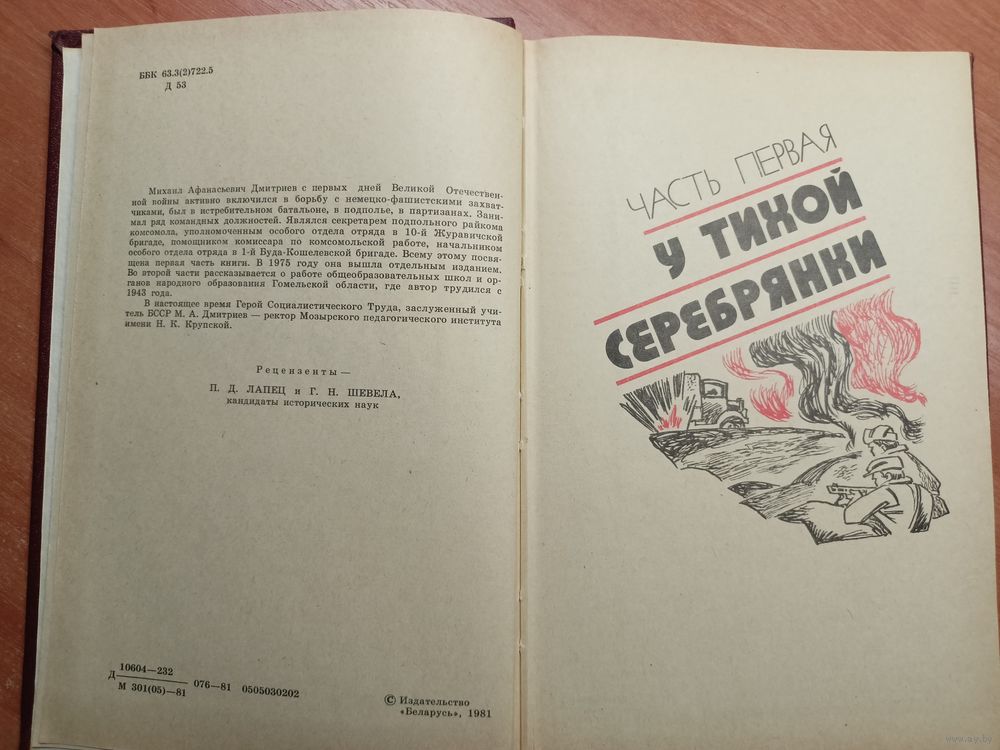 ББК 63.3(2)722.5
Д 53
Михаил Афанасьевич Дмитриев с первых дней Великой Отечествен-
ной войны активно включился в борьбу с немецко-фашистскими захват-
чиками, был в истребительном батальоне, в подполье, в партизанах. Зани-
мал ряд командных должностей. Являлся секретарем подпольного райкома
комсомола, уполномоченным особого отдела отряда в 10-й Журавичской
бригаде, помощником комиссара по комсомольской работе, начальником
особого отдела отряда в 1-й Буда-Кошелевской бригаде. Всему этому посвя-
щена первая часть книги. В 1975 году она вышла отдельным изданием.
Во второй части рассказывается о работе общеобразовательных школ и ор-
ганов народного образования Гомельской области, где автор трудился с
1943 года.
В настоящее время Герой Социалистического Труда, заслуженный учи-
тель БССР М. А. Дмитриев — ректор Мозырского педагогического института
имени Н. К. Крупской.
Рецензенты —
П. Д. ЛАПЕЦ и Г. Н. ШЕВЕЛА,
кандидаты исторических наук
Д 10604—232
М 301(05)—81 076—81 0505030202
© Издательство
«Беларусь», 1981
ЧАСТЬ ПЕРВАЯ
У ТИХОЙ
СЕРЕБРЯНКИ
www.ay.by